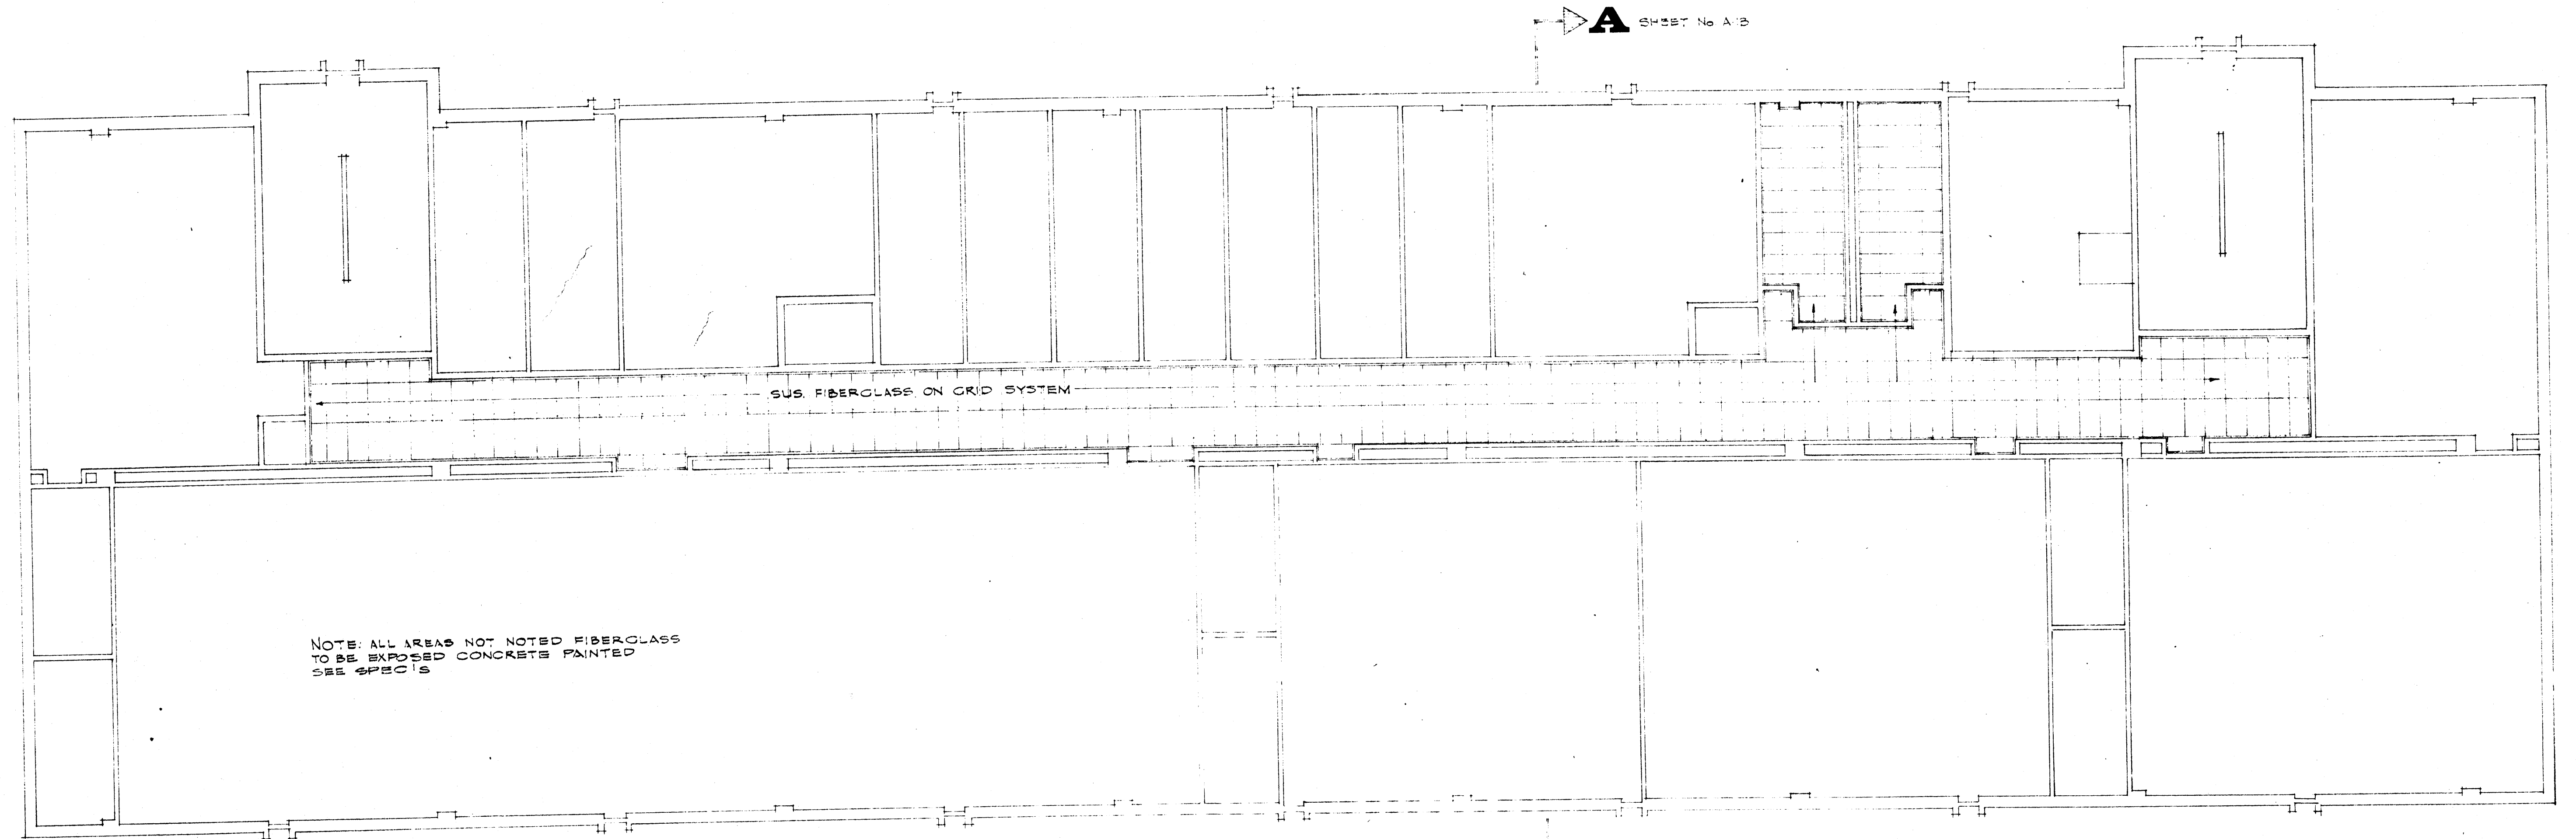 A SHEET No A-13
SUS. FIBERGLASS ON GRID SYSTEM
NOTE: ALL AREAS NOT NOTED FIBERGLASS
TO BE EXPOSED CONCRETE PAINTED
SEE SPEC'S